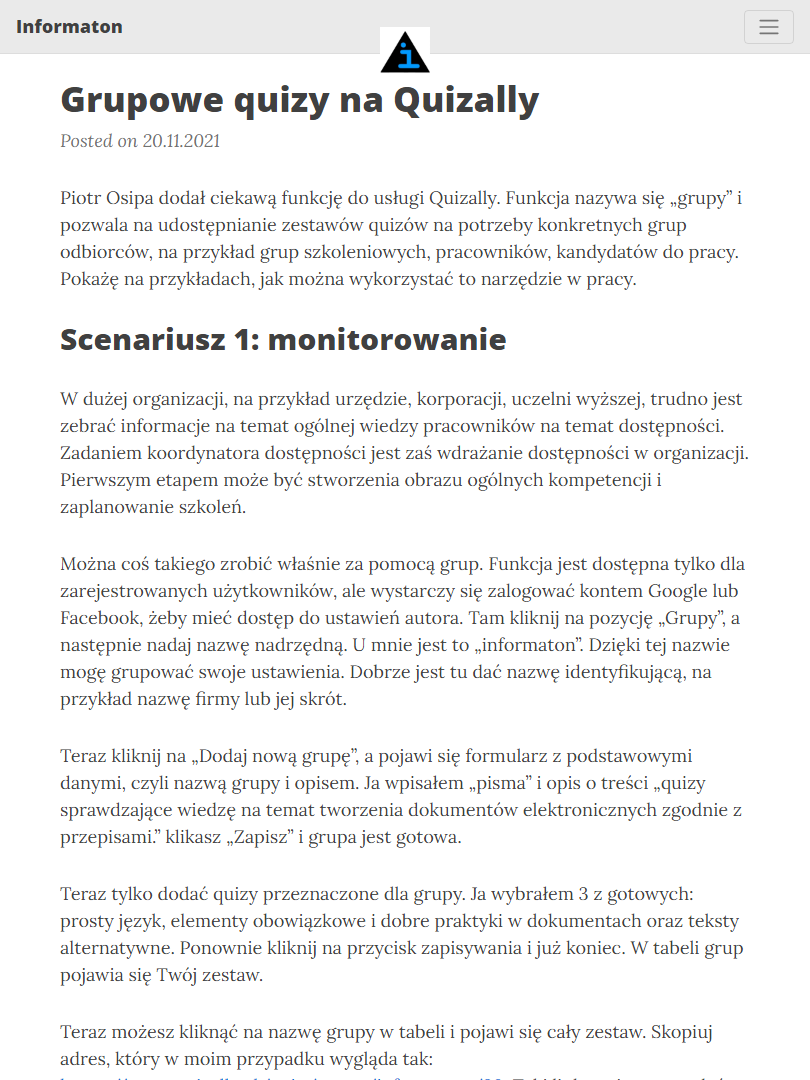 Informaton
i
Grupowe quizy na Quizally
Posted on 20.11.2021
Piotr Osipa dodał ciekawą funkcję do usługi Quizally. Funkcja nazywa się „grupy” i
pozwala na udostępnianie zestawów quizów na potrzeby konkretnych grup
odbiorców, na przykład grup szkoleniowych, pracowników, kandydatów do pracy.
Pokażę na przykładach, jak można wykorzystać to narzędzie w pracy.
Scenariusz 1: monitorowanie
W dużej organizacji, na przykład urzędzie, korporacji, uczelni wyższej, trudno jest
zebrać informacje na temat ogólnej wiedzy pracowników na temat dostępności.
Zadaniem koordynatora dostępności jest zaś wdrażanie dostępności w organizacji.
Pierwszym etapem może być stworzenia obrazu ogólnych kompetencji i
zaplanowanie szkoleń.
Można coś takiego zrobić właśnie za pomocą grup. Funkcja jest dostępna tylko dla
zarejestrowanych użytkowników, ale wystarczy się zalogować kontem Google lub
Facebook, żeby mieć dostęp do ustawień autora. Tam kliknij na pozycję „Grupy”, a
następnie nadaj nazwę nadrzędną. U mnie jest to „informaton”. Dzięki tej nazwie
mogę grupować swoje ustawienia. Dobrze jest tu dać nazwę identyfikującą, na
przykład nazwę firmy lub jej skrót.
Teraz kliknij na „Dodaj nową grupę”, a pojawi się formularz z podstawowymi
danymi, czyli nazwą grupy i opisem. Ja wpisałem „pisma” i opis o treści „quizy
sprawdzające wiedzę na temat tworzenia dokumentów elektronicznych zgodnie z
przepisami.” klikasz „Zapisz” i grupa jest gotowa.
Teraz tylko dodać quizy przeznaczone dla grupy. Ja wybrałem 3 z gotowych:
prosty język, elementy obowiązkowe i dobre praktyki w dokumentach oraz teksty
alternatywne. Ponownie kliknij na przycisk zapisywania i już koniec. W tabeli grup
pojawia się Twój zestaw.
Teraz możesz kliknąć na nazwę grupy w tabeli i pojawi się cały zestaw. Skopiuj
adres, który w moim przypadku wygląda tak: